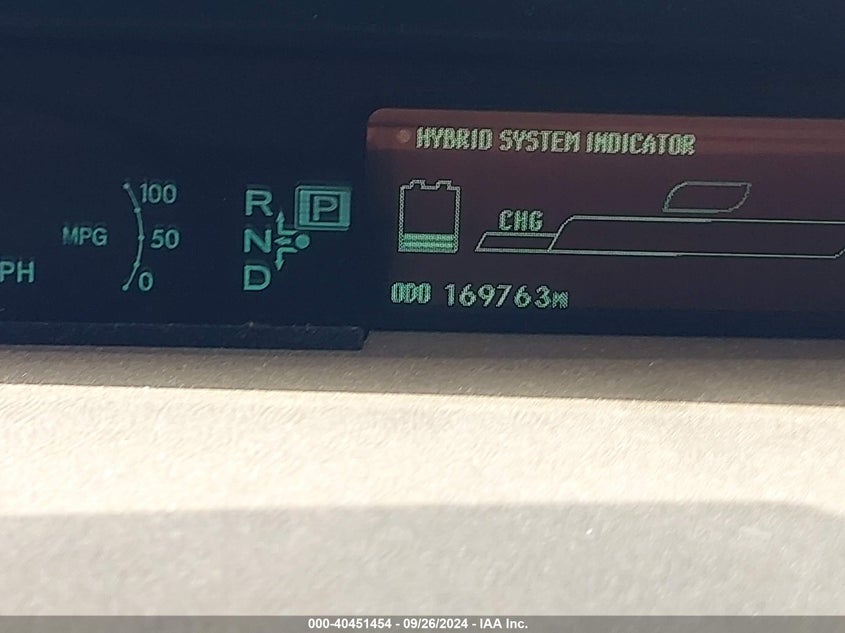 HYBRID SYSTEM INDICATOR
100
R P
CHG
MPG 50 N
PH 0 D
ODO 169763M
000-40451454 - 09/26/2024 - IAA Inc.